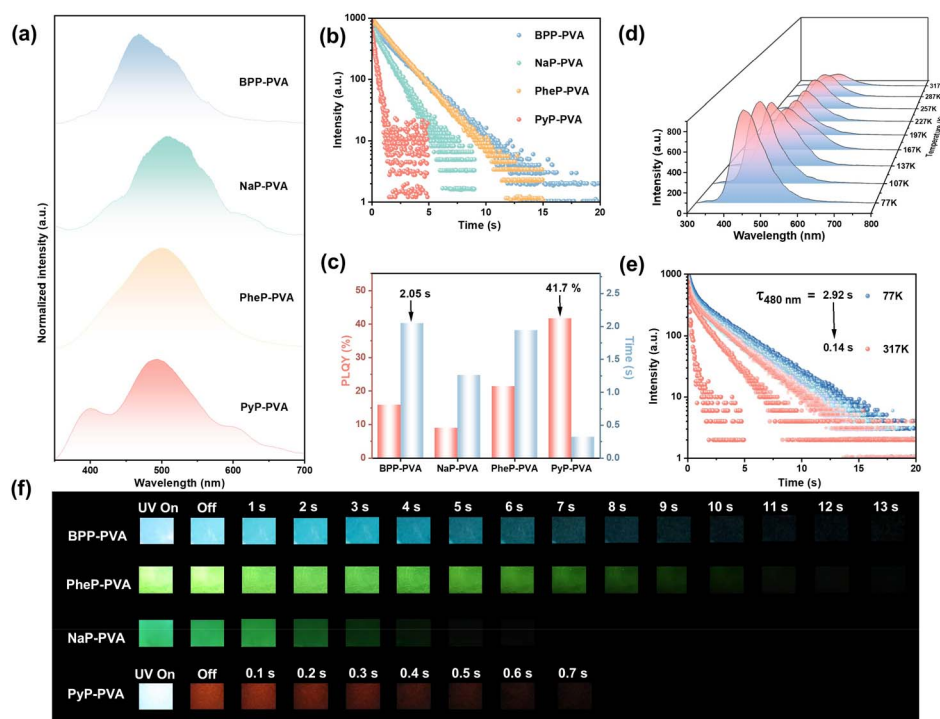 (a)
BPP-PVA
NaP-PVA
PheP-PVA
PyP-PVA
Normalized intensity (a.u.)
400 500 600 700
Wavelength (nm)
(b)
1000
100
10
1
Intensity (a.u.)
BPP-PVA
NaP-PVA
PheP-PVA
PyP-PVA
0 5 10 15 20
Time (s)
(c)
50
40
30
20
10
0
PLQY (%)
2.05 s
41.7 %
2.5
2.0
1.5
1.0
0.5
0.0
Time (s)
BPP-PVA NaP-PVA PheP-PVA PyP-PVA
(d)
800
600
400
200
0
Intensity (a.u.)
300 400 500 600 700 800
Wavelength (nm)
317K
287K
257K
227K
197K
167K
137K
107K
77K
(e)
1000
100
10
1
Intensity (a.u.)
τ480 nm = 2.92 s
0.14 s
77K
317K
0 5 10 15 20
Time (s)
(f)
UV On Off 1 s 2 s 3 s 4 s 5 s 6 s 7 s 8 s 9 s 10 s 11 s 12 s 13 s
BPP-PVA
PheP-PVA
NaP-PVA
UV On Off 0.1 s 0.2 s 0.3 s 0.4 s 0.5 s 0.6 s 0.7 s
PyP-PVA